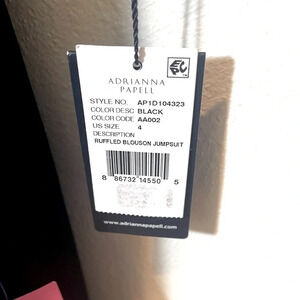 ADRIANNA
PAPELL
STYLE NO. AP1D104323
COLOR DESC BLACK
COLOR CODE AA002
US SIZE 4
DESCRIPTION
RUFFLED BLOUSON JUMPSUIT
8 86732 14550 5
www.adriannapapell.com